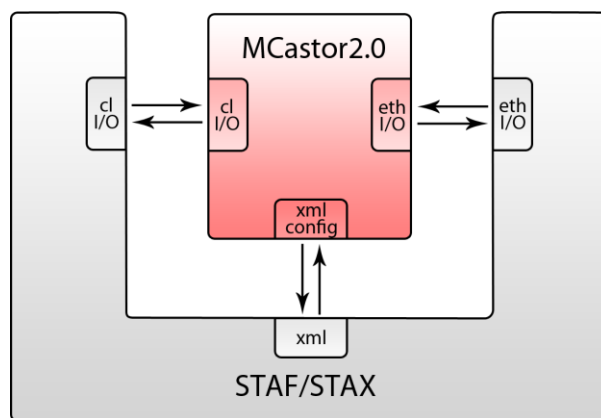 MCastor2.0
cl
I/O
cl
I/O
eth
I/O
eth
I/O
xml
config
xml
STAF/STAX